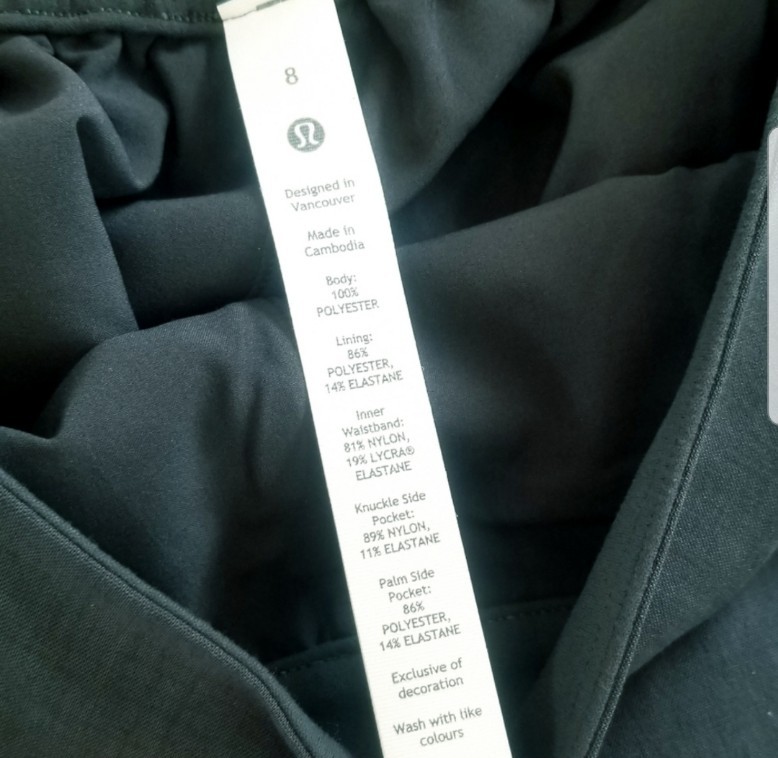 8
Designed in
Vancouver
Made in
Cambodia
Body:
100%
POLYESTER
Lining:
86%
POLYESTER,
14% ELASTANE
Inner
Waistband:
81% NYLON,
19% LYCRA®
ELASTANE
Knuckle Side
Pocket:
89% NYLON,
11% ELASTANE
Palm Side
Pocket:
86%
POLYESTER,
14% ELASTANE
Exclusive of
decoration
Wash with like
colours